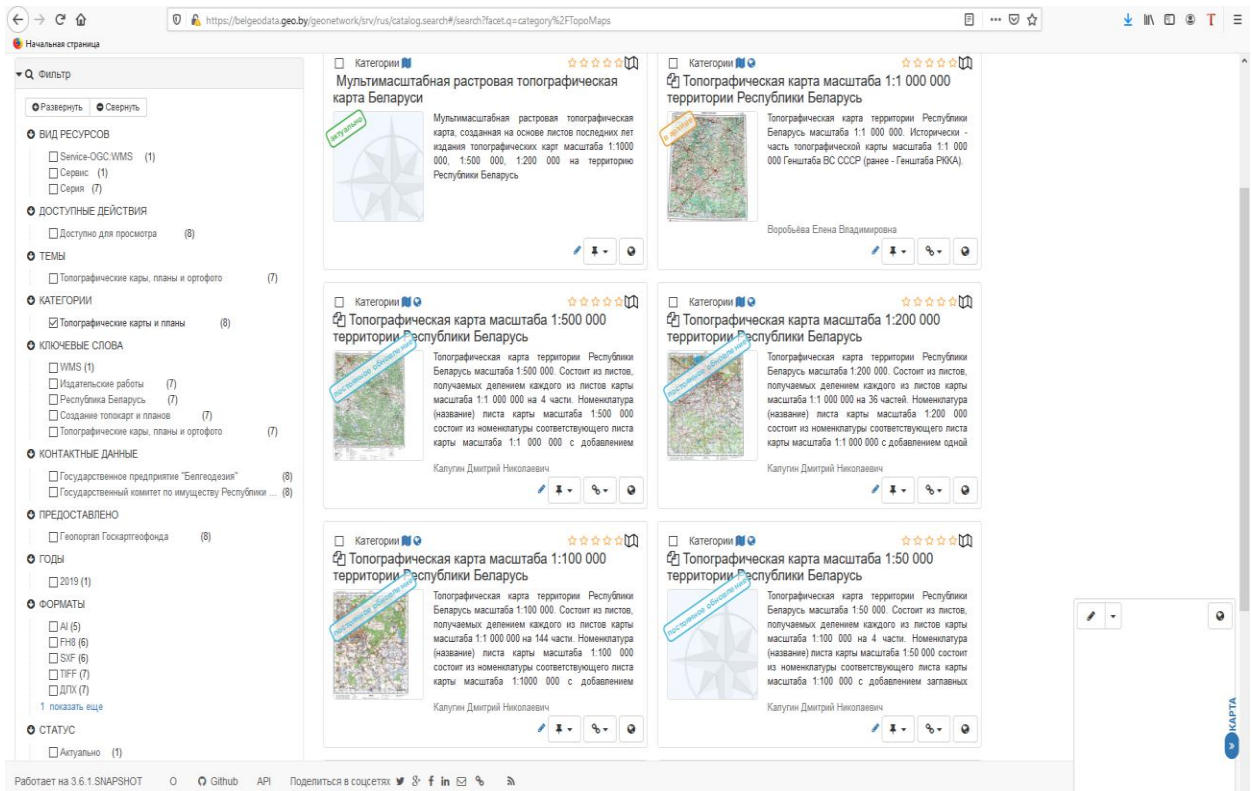 https://belgeodata.geo.by/geonetwork/srv/rus/catalog.search#/search?facet.q=category%2FTopoMaps
Начальная страница
Фильтр
Развернуть Свернуть
ВИД РЕСУРСОВ
Service-OGC:WMS (1)
Сервис (1)
Серия (7)
ДОСТУПНЫЕ ДЕЙСТВИЯ
Доступно для просмотра (8)
ТЕМЫ
Топографические кары, планы и ортофото (7)
КАТЕГОРИИ
Топографические карты и планы (8)
КЛЮЧЕВЫЕ СЛОВА
WMS (1)
Издательские работы (7)
Республика Беларусь (7)
Создание топокарт и планов (7)
Топографические кары, планы и ортофото (7)
КОНТАКТНЫЕ ДАННЫЕ
Государственное предприятие "Белгеодезия" (8)
Государственный комитет по имуществу Республики ... (8)
ПРЕДОСТАВЛЕНО
Геопортал Госкартгеофонда (8)
ГОДЫ
2019 (1)
ФОРМАТЫ
AI (5)
FH8 (6)
SXF (6)
TIFF (7)
ДПХ (7)
1 показать еще
СТАТУС
Актуально (1)
Категории
Мультимасштабная растровая топографическая
карта Беларуси
актуально
Мультимасштабная растровая топографическая
карта, созданная на основе листов последних лет
издания топографических карт масштаба 1:1000
000, 1:500 000, 1:200 000 на территорию
Республики Беларусь
Категории
Топографическая карта масштаба 1:1 000 000
территории Республики Беларусь
в архиве
Топографическая карта территории Республики
Беларусь масштаба 1:1 000 000. Исторически -
часть топографической карты масштаба 1:1 000
000 Генштаба ВС СССР (ранее - Генштаба РККА).
Воробьёва Елена Владимировна
Категории
Топографическая карта масштаба 1:500 000
территории Республики Беларусь
постоянное обновление
Топографическая карта территории Республики
Беларусь масштаба 1:500 000. Состоит из листов,
получаемых делением каждого из листов карты
масштаба 1:1 000 000 на 4 части. Номенклатура
(название) листа карты масштаба 1:500 000
состоит из номенклатуры соответствующего листа
карты масштаба 1:1 000 000 с добавлением
Капугин Дмитрий Николаевич
Категории
Топографическая карта масштаба 1:200 000
территории Республики Беларусь
постоянное обновление
Топографическая карта территории Республики
Беларусь масштаба 1:200 000. Состоит из листов,
получаемых делением каждого из листов карты
масштаба 1:1 000 000 на 36 частей. Номенклатура
(название) листа карты масштаба 1:200 000
состоит из номенклатуры соответствующего листа
карты масштаба 1:1 000 000 с добавлением одной
Капугин Дмитрий Николаевич
Категории
Топографическая карта масштаба 1:100 000
территории Республики Беларусь
постоянное обновление
Топографическая карта территории Республики
Беларусь масштаба 1:100 000. Состоит из листов,
получаемых делением каждого из листов карты
масштаба 1:1 000 000 на 144 части. Номенклатура
(название) листа карты масштаба 1:100 000
состоит из номенклатуры соответствующего листа
карты масштаба 1:1000 000 с добавлением
Капугин Дмитрий Николаевич
Категории
Топографическая карта масштаба 1:50 000
территории Республики Беларусь
постоянное обновление
Топографическая карта территории Республики
Беларусь масштаба 1:50 000. Состоит из листов,
получаемых делением каждого из листов карты
масштаба 1:100 000 на 4 части. Номенклатура
(название) листа карты масштаба 1:50 000 состоит
из номенклатуры соответствующего листа карты
масштаба 1:100 000 с добавлением заглавных
Капугин Дмитрий Николаевич
КАРТА
Работает на 3.6.1.SNAPSHOT О Github API Поделиться в соцсетях